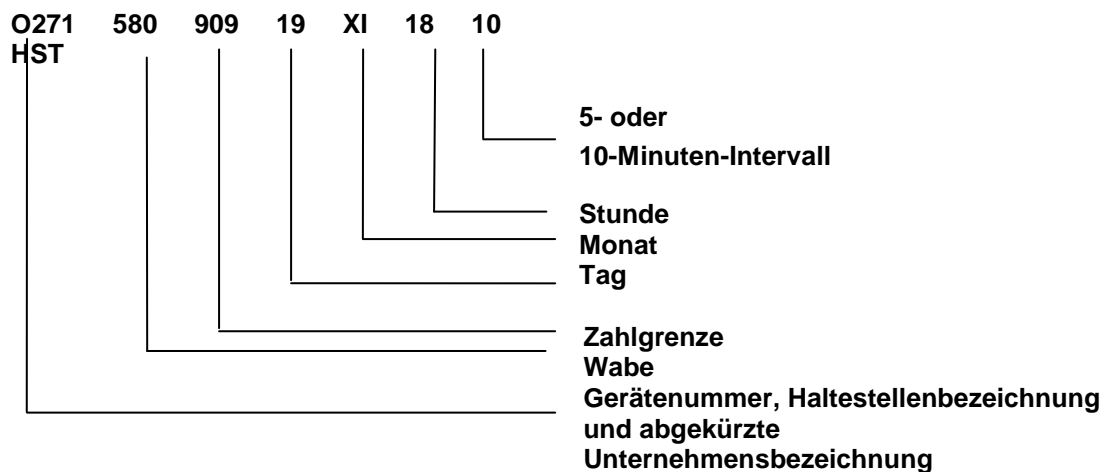 O271 580 909 19 XI 18 10
HST
5- oder
10-Minuten-Intervall
Stunde
Monat
Tag
Zahlgrenze
Wabe
Gerätenummer, Haltestellenbezeichnung
und abgekürzte
Unternehmensbezeichnung